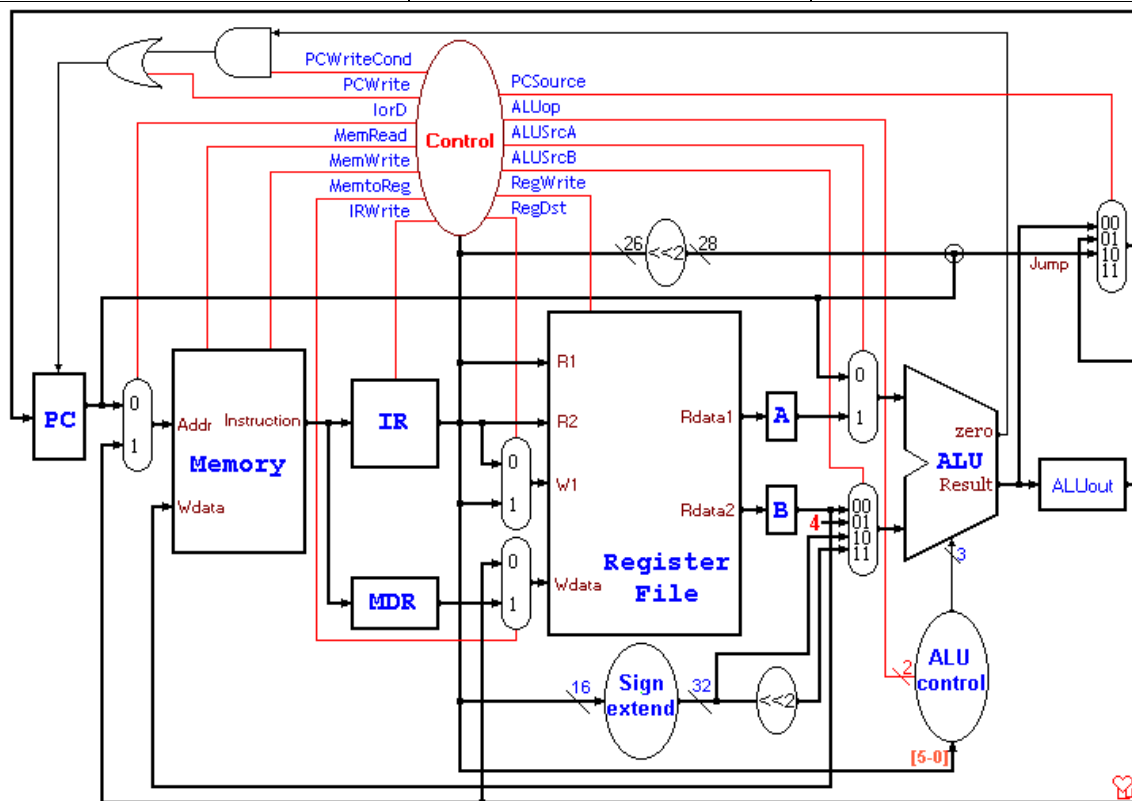 PCWriteCond
PCWrite
IorD
MemRead
MemWrite
MemtoReg
IRWrite
Control
PCSource
ALUop
ALUSrcA
ALUSrcB
RegWrite
RegDst
26
<<2
28
Jump
00
01
10
11
PC
0
1
Addr
Instruction
Memory
Wdata
IR
MDR
0
1
0
1
R1
R2
W1
Wdata
Rdata1
Rdata2
Register
File
A
B
0
1
4
00
01
10
11
zero
ALU
Result
ALUout
3
2
ALU
control
[5-0]
16
Sign
extend
32
<<2